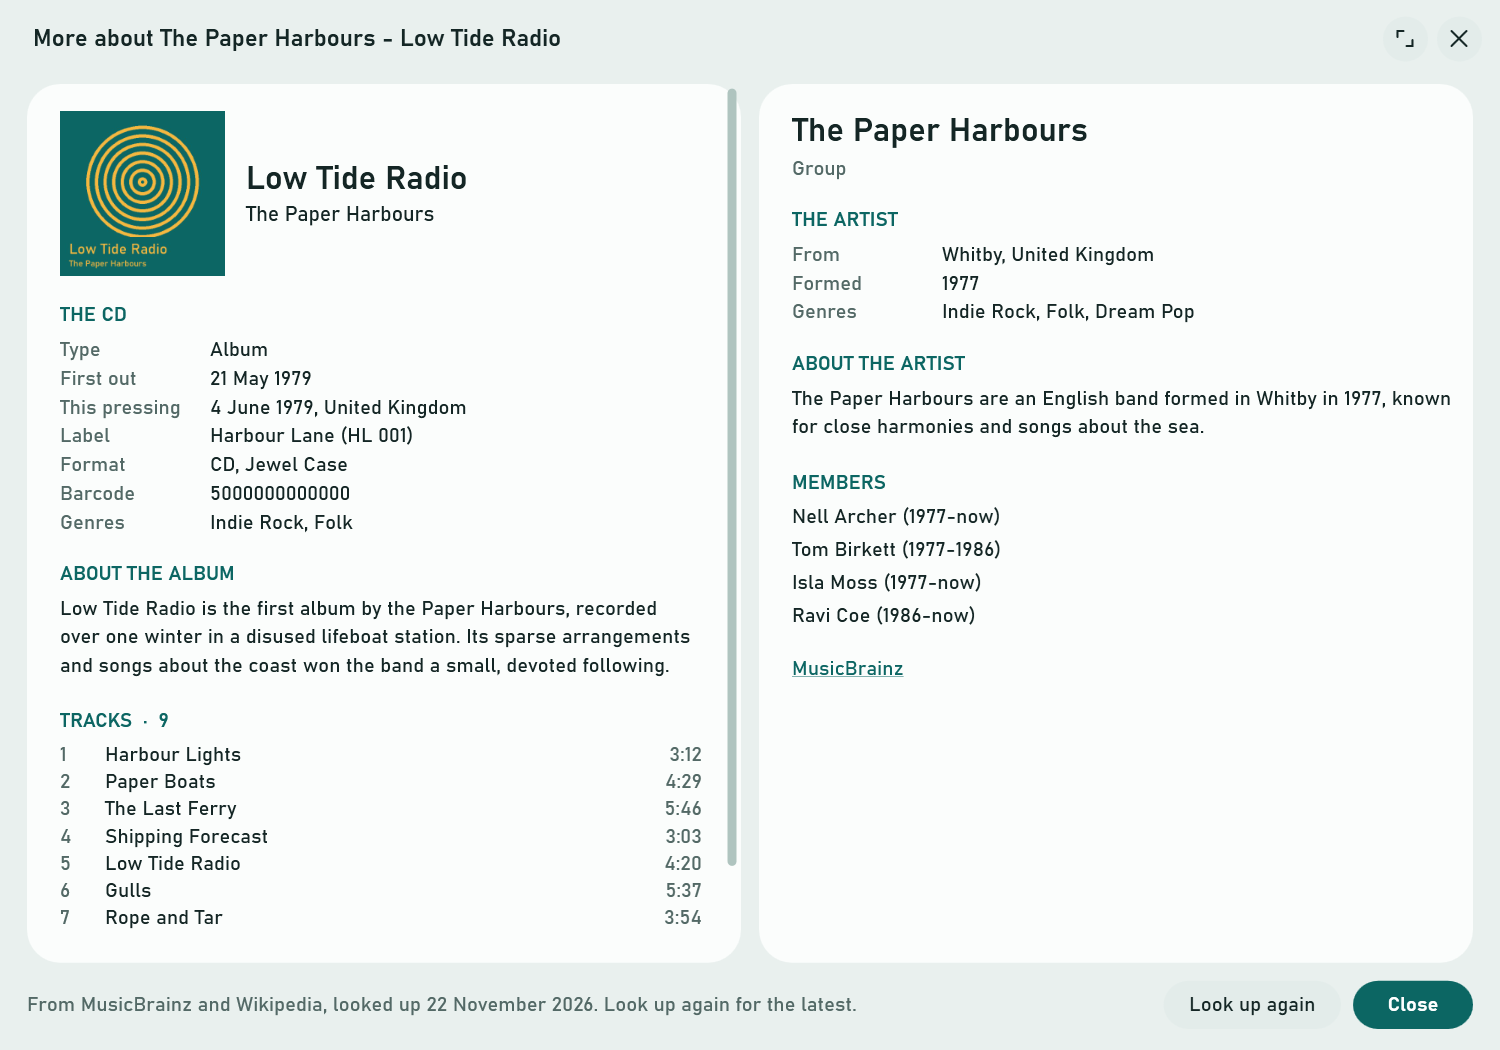 More about The Paper Harbours - Low Tide Radio
Low Tide Radio
The Paper Harbours
Low Tide Radio
The Paper Harbours
THE CD
Type Album
First out 21 May 1979
This pressing 4 June 1979, United Kingdom
Label Harbour Lane (HL 001)
Format CD, Jewel Case
Barcode 5000000000000
Genres Indie Rock, Folk
ABOUT THE ALBUM
Low Tide Radio is the first album by the Paper Harbours, recorded
over one winter in a disused lifeboat station. Its sparse arrangements
and songs about the coast won the band a small, devoted following.
TRACKS · 9
1 Harbour Lights 3:12
2 Paper Boats 4:29
3 The Last Ferry 5:46
4 Shipping Forecast 3:03
5 Low Tide Radio 4:20
6 Gulls 5:37
7 Rope and Tar 3:54
The Paper Harbours
Group
THE ARTIST
From Whitby, United Kingdom
Formed 1977
Genres Indie Rock, Folk, Dream Pop
ABOUT THE ARTIST
The Paper Harbours are an English band formed in Whitby in 1977, known
for close harmonies and songs about the sea.
MEMBERS
Nell Archer (1977-now)
Tom Birkett (1977-1986)
Isla Moss (1977-now)
Ravi Coe (1986-now)
MusicBrainz
From MusicBrainz and Wikipedia, looked up 22 November 2026. Look up again for the latest.
Look up again
Close